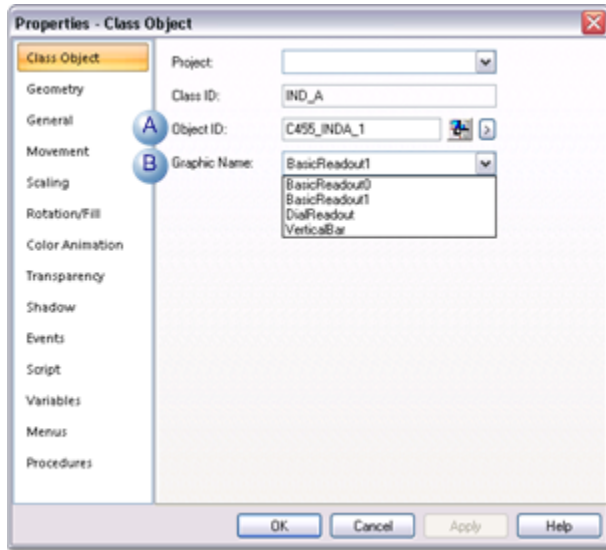 Properties - Class Object
Class Object
Geometry
General
Movement
Scaling
Rotation/Fill
Color Animation
Transparency
Shadow
Events
Script
Variables
Menus
Procedures
Project:
Class ID: IND_A
A Object ID: C455_INDA_1 >
B Graphic Name: BasicReadout1
BasicReadout0
BasicReadout1
DialReadout
VerticalBar
OK Cancel Apply Help